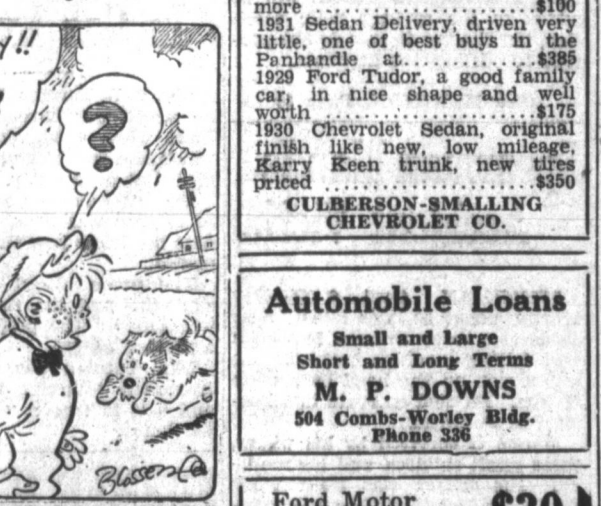 Y!!
?
Blosser
more ........................$100
1931 Sedan Delivery, driven very
little, one of best buys in the
Panhandle at...............$385
1929 Ford Tudor, a good family
car, in nice shape and well
worth .......................$175
1930 Chevrolet Sedan, original
finish like new, low mileage,
Karry Keen trunk, new tires
priced ......................$350
CULBERSON-SMALLING
CHEVROLET CO.
Automobile Loans
Small and Large
Short and Long Terms
M. P. DOWNS
504 Combs-Worley Bldg.
Phone 336
Ford Motor